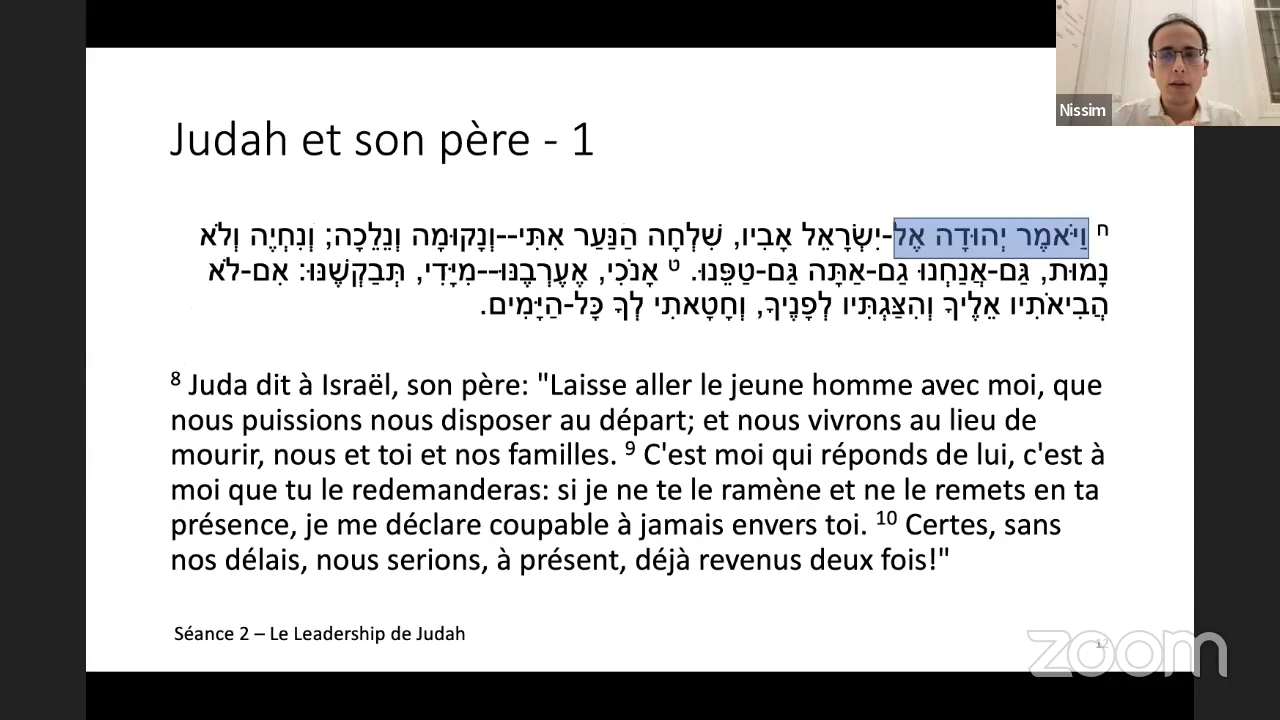 Nissim
Judah et son père - 1
ח וַיֹּאמֶר יְהוּדָה אֶל-יִשְׂרָאֵל אָבִיו, שִׁלְחָה הַנַּעַר אִתִּי--וְנָקוּמָה וְנֵלֵכָה; וְנִחְיֶה וְלֹא
נָמוּת, גַּם-אֲנַחְנוּ גַם-אַתָּה גַּם-טַפֵּנוּ. ט אָנֹכִי, אֶעֶרְבֶנּוּ--מִיָּדִי, תְּבַקְשֶׁנּוּ: אִם-לֹא
הֲבִיאֹתִיו אֵלֶיךָ וְהִצַּגְתִּיו לְפָנֶיךָ, וְחָטָאתִי לְךָ כָּל-הַיָּמִים.
8 Juda dit à Israël, son père: "Laisse aller le jeune homme avec moi, que
nous puissions nous disposer au départ; et nous vivrons au lieu de
mourir, nous et toi et nos familles. 9 C'est moi qui réponds de lui, c'est à
moi que tu le redemanderas: si je ne te le ramène et ne le remets en ta
présence, je me déclare coupable à jamais envers toi. 10 Certes, sans
nos délais, nous serions, à présent, déjà revenus deux fois!"
Séance 2 – Le Leadership de Judah
12
zoom